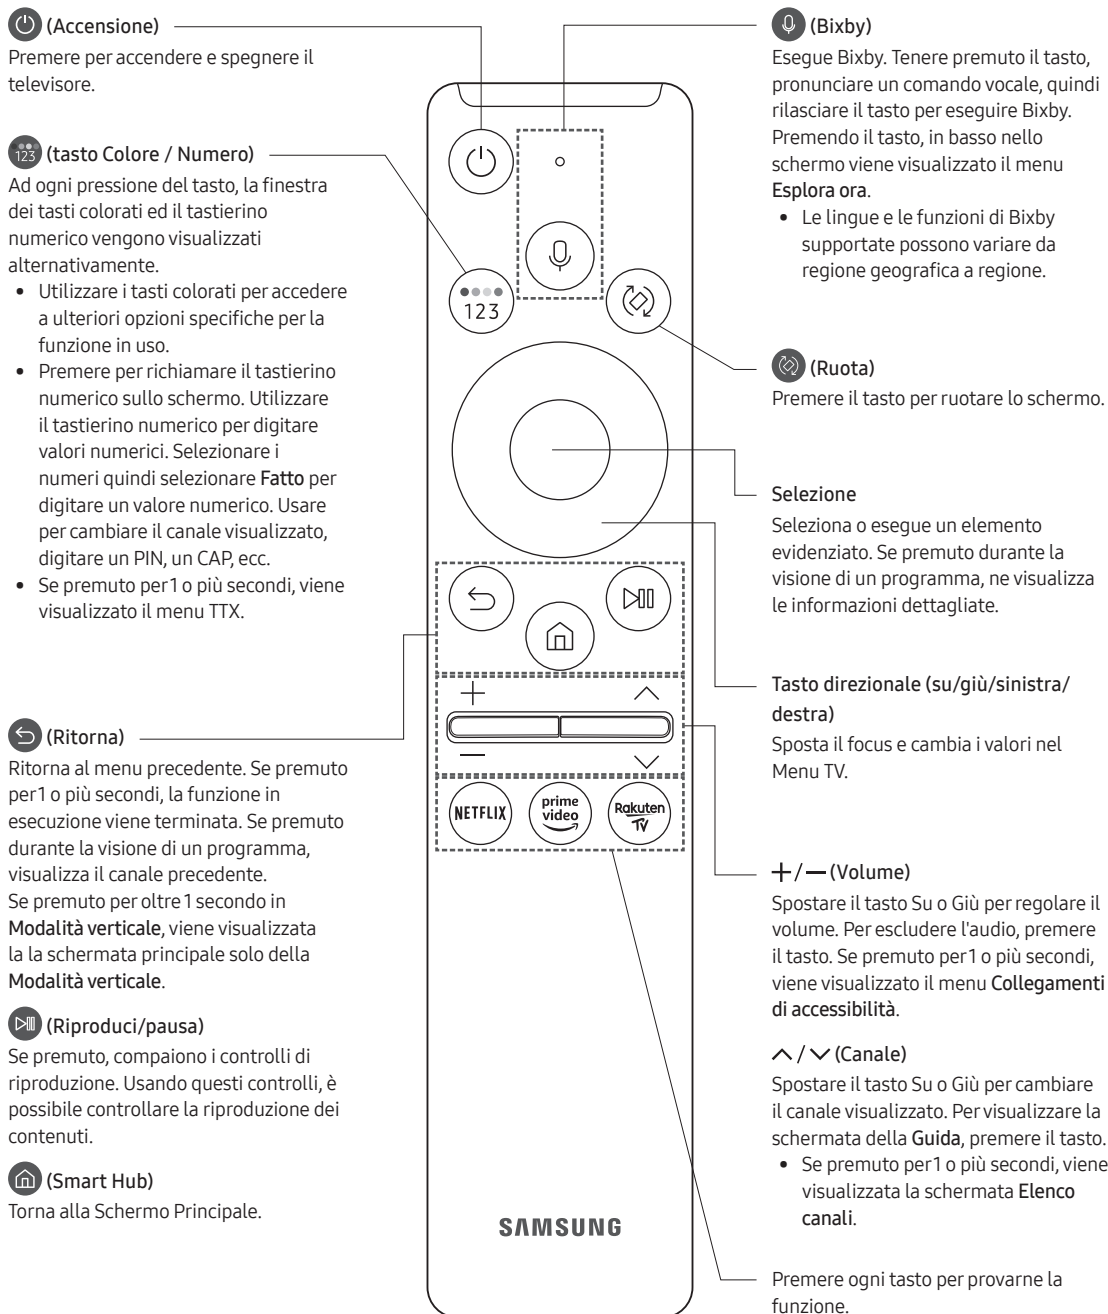 (Accensione)
Premere per accendere e spegnere il
televisore.
123 (tasto Colore / Numero)
Ad ogni pressione del tasto, la finestra
dei tasti colorati ed il tastierino
numerico vengono visualizzati
alternativamente.
• Utilizzare i tasti colorati per accedere
a ulteriori opzioni specifiche per la
funzione in uso.
• Premere per richiamare il tastierino
numerico sullo schermo. Utilizzare
il tastierino numerico per digitare
valori numerici. Selezionare i
numeri quindi selezionare Fatto per
digitare un valore numerico. Usare
per cambiare il canale visualizzato,
digitare un PIN, un CAP, ecc.
• Se premuto per1 o più secondi, viene
visualizzato il menu TTX.
(Ritorna)
Ritorna al menu precedente. Se premuto
per1 o più secondi, la funzione in
esecuzione viene terminata. Se premuto
durante la visione di un programma,
visualizza il canale precedente.
Se premuto per oltre 1 secondo in
Modalità verticale, viene visualizzata
la la schermata principale solo della
Modalità verticale.
(Riproduci/pausa)
Se premuto, compaiono i controlli di
riproduzione. Usando questi controlli, è
possibile controllare la riproduzione dei
contenuti.
(Smart Hub)
Torna alla Schermo Principale.
123
NETFLIX
prime
video
Rakuten
TV
SAMSUNG
(Bixby)
Esegue Bixby. Tenere premuto il tasto,
pronunciare un comando vocale, quindi
rilasciare il tasto per eseguire Bixby.
Premendo il tasto, in basso nello
schermo viene visualizzato il menu
Esplora ora.
• Le lingue e le funzioni di Bixby
supportate possono variare da
regione geografica a regione.
(Ruota)
Premere il tasto per ruotare lo schermo.
Selezione
Seleziona o esegue un elemento
evidenziato. Se premuto durante la
visione di un programma, ne visualizza
le informazioni dettagliate.
Tasto direzionale (su/giù/sinistra/
destra)
Sposta il focus e cambia i valori nel
Menu TV.
+/− (Volume)
Spostare il tasto Su o Giù per regolare il
volume. Per escludere l'audio, premere
il tasto. Se premuto per1 o più secondi,
viene visualizzato il menu Collegamenti
di accessibilità.
/ (Canale)
Spostare il tasto Su o Giù per cambiare
il canale visualizzato. Per visualizzare la
schermata della Guida, premere il tasto.
• Se premuto per1 o più secondi, viene
visualizzata la schermata Elenco
canali.
Premere ogni tasto per provarne la
funzione.